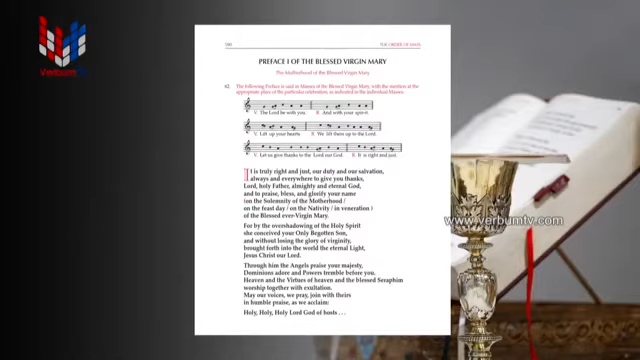 VerbumTV
580 THE ORDER OF MASS
PREFACE I OF THE BLESSED VIRGIN MARY
The Motherhood of the Blessed Virgin Mary
62. The following Preface is said in Masses of the Blessed Virgin Mary, with the mention at the
appropriate place of the particular celebration, as indicated in the individual Masses.
V. The Lord be with you. R. And with your spirit.
V. Lift up your hearts. R. We lift them up to the Lord.
V. Let us give thanks to the Lord our God. R. It is right and just.
It is truly right and just, our duty and our salvation,
always and everywhere to give you thanks,
Lord, holy Father, almighty and eternal God,
and to praise, bless, and glorify your name
(on the Solemnity of the Motherhood /
on the feast day / on the Nativity / in veneration )
of the Blessed ever-Virgin Mary.
For by the overshadowing of the Holy Spirit
she conceived your Only Begotten Son,
and without losing the glory of virginity,
brought forth into the world the eternal Light,
Jesus Christ our Lord.
Through him the Angels praise your majesty,
Dominions adore and Powers tremble before you.
Heaven and the Virtues of heaven and the blessed Seraphim
worship together with exultation.
May our voices, we pray, join with theirs
in humble praise, as we acclaim:
Holy, Holy, Holy Lord God of hosts . . .
www.verbumtv.com